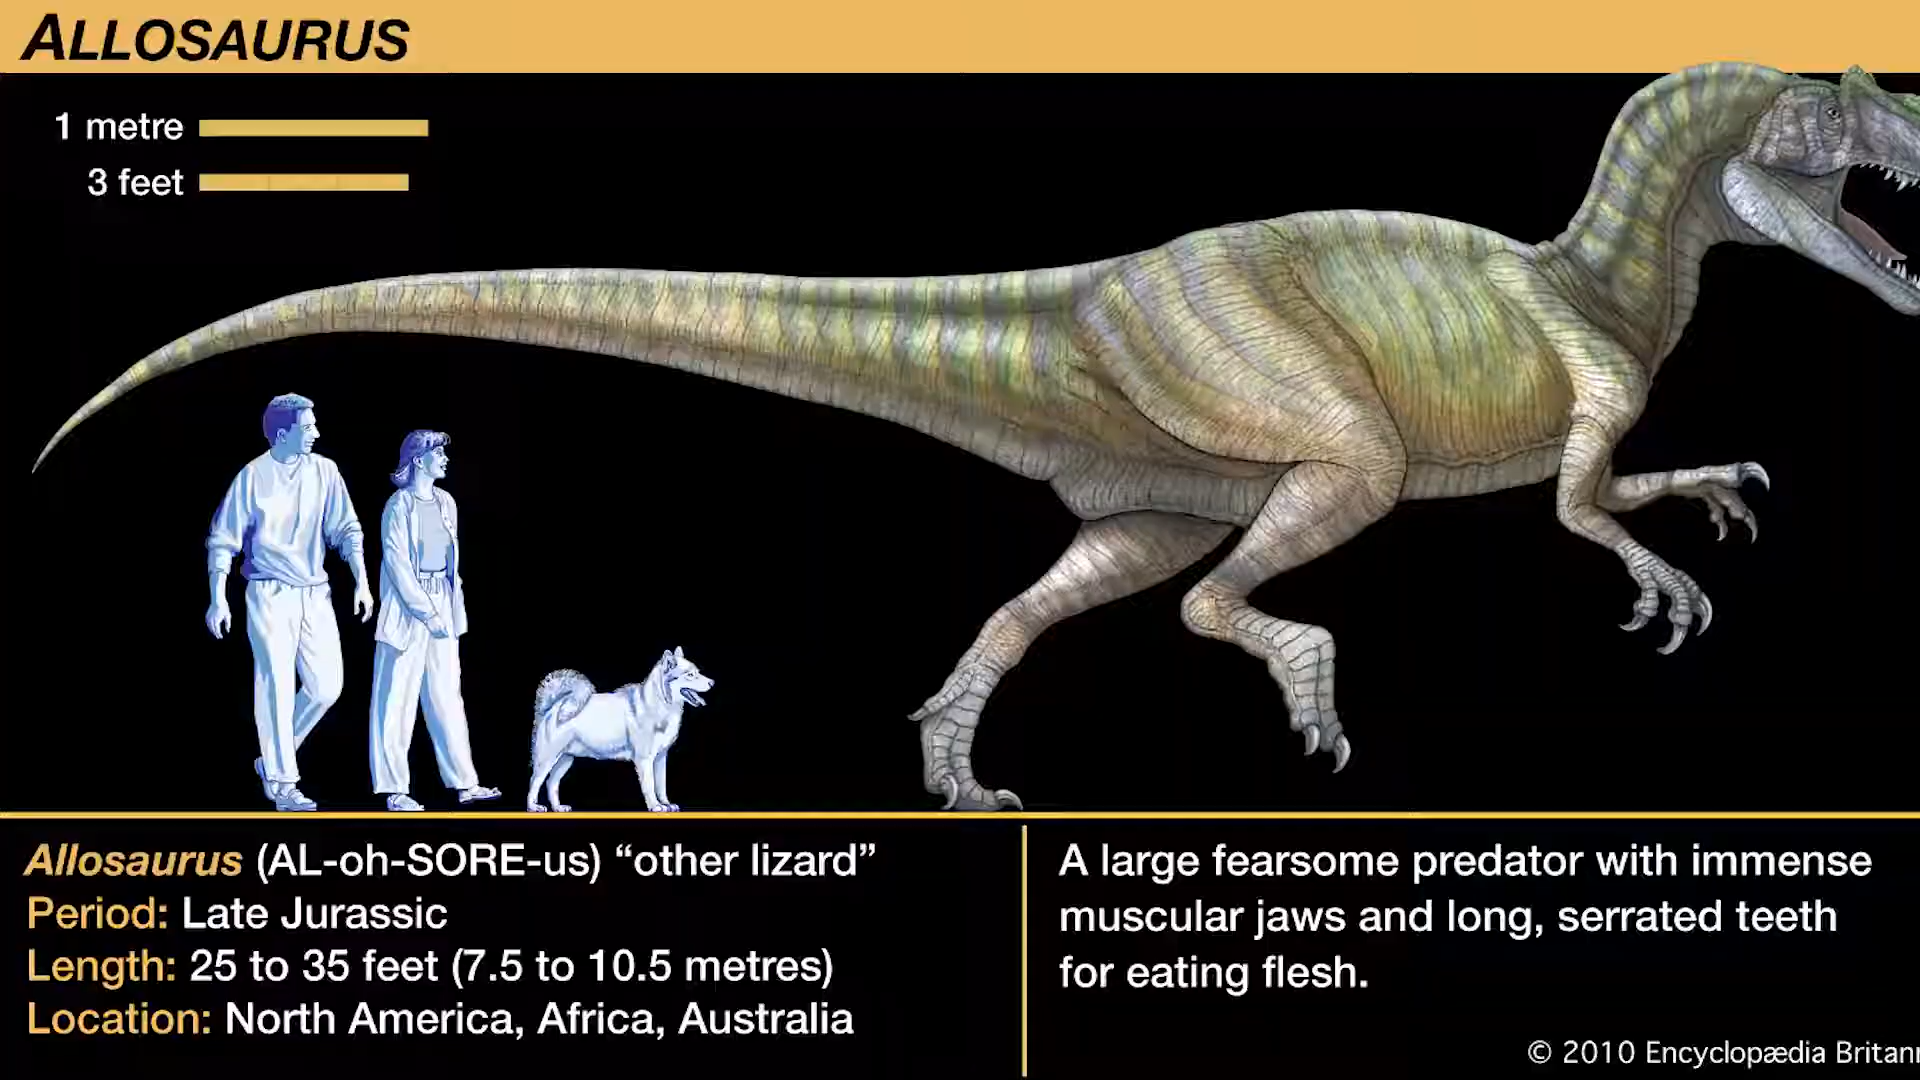 ALLOSAURUS
1 metre
3 feet
Allosaurus (AL-oh-SORE-us) “other lizard”
Period: Late Jurassic
Length: 25 to 35 feet (7.5 to 10.5 metres)
Location: North America, Africa, Australia
A large fearsome predator with immense
muscular jaws and long, serrated teeth
for eating flesh.
© 2010 Encyclopædia